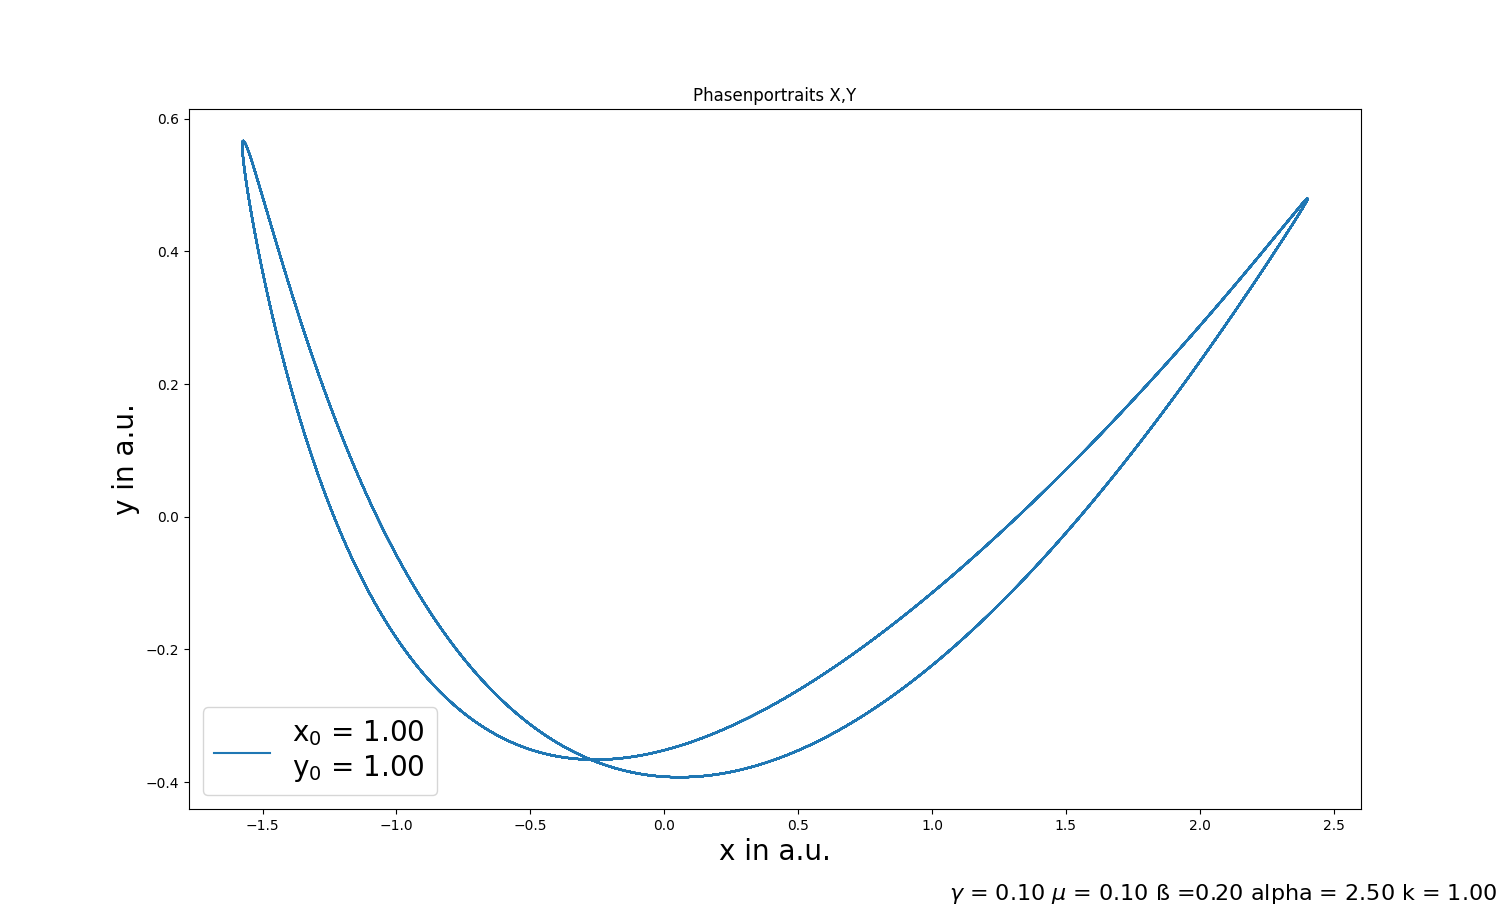 Phasenportraits X,Y
0.6
0.4
0.2
0.0
−0.2
−0.4
y in a.u.
x₀ = 1.00
y₀ = 1.00
−1.5 −1.0 −0.5 0.0 0.5 1.0 1.5 2.0 2.5
x in a.u.
γ = 0.10 μ = 0.10 ß =0.20 alpha = 2.50 k = 1.00